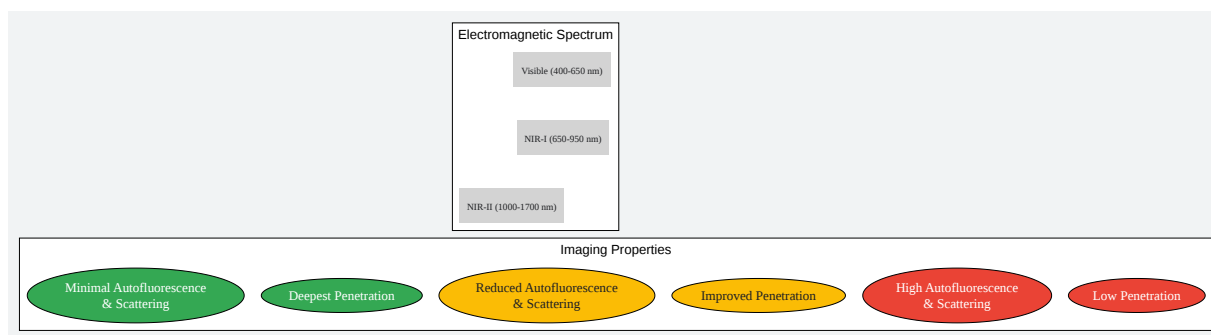 Electromagnetic Spectrum
Visible (400-650 nm)
NIR-I (650-950 nm)
NIR-II (1000-1700 nm)
Imaging Properties
Minimal Autofluorescence
& Scattering
Deepest Penetration
Reduced Autofluorescence
& Scattering
Improved Penetration
High Autofluorescence
& Scattering
Low Penetration